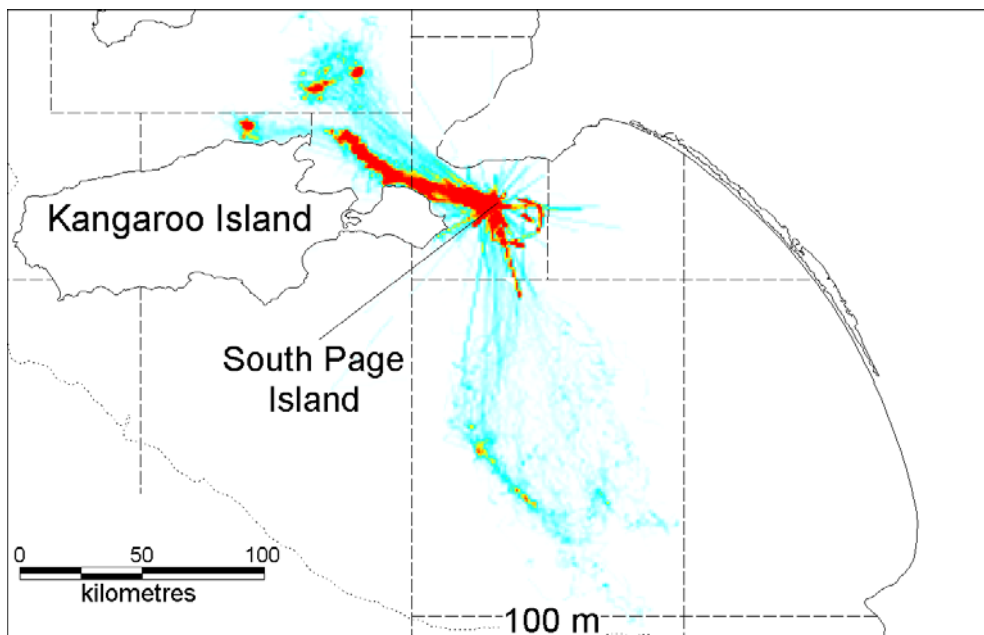 Kangaroo Island
South Page
Island
0 50 100
kilometres
100 m